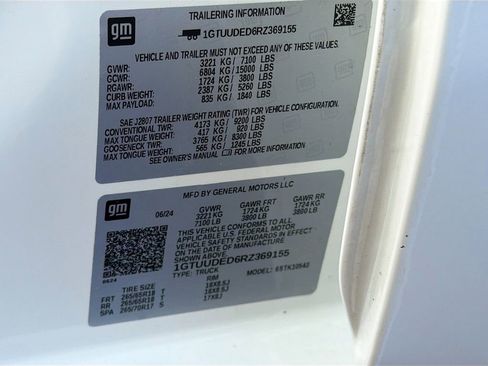 gm
TRAILERING INFORMATION
1GTUUDED6RZ369155
VEHICLE AND TRAILER MUST NOT EXCEED ANY OF THESE WEIGHTS
GVWR: 3221 KG/ 7100 LBS
GCWR: 6804 KG/15000 LBS
RGAWR: 1724 KG/ 3800 LBS
CURB WEIGHT: 2387 KG/ 5260 LBS
MAX PAYLOAD: 835 KG/ 1840 LBS
SAE J2807 TRAILER WEIGHT RATING (TWR) FOR VEHICLE CONFIGURATION.
CONVENTIONAL TWR: 4173 KG/ 9200 LBS
MAX TONGUE WEIGHT: 417 KG/ 920 LBS
GOOSENECK TWR: 3765 KG/ 8300 LBS
MAX TONGUE WEIGHT: 565 KG/ 1245 LBS
SEE OWNER'S MANUAL FOR MORE INFORMATION
gm
MFD BY GENERAL MOTORS LLC
06/24 GVWR GAWR FRT GAWR RR
3221 KG 1724 KG 1724 KG
7100 LB 3800 LB 3800 LB
THIS VEHICLE CONFORMS TO ALL
APPLICABLE U.S. FEDERAL MOTOR
VEHICLE SAFETY STANDARDS IN EFFECT
ON THE DATE OF MANUFACTURE
SHOWN ABOVE.
1GTUUDED6RZ369155
TYPE: TRUCK MODEL: 6STK10543
0624
TIRE SIZE RIM
FRT 265/65R18 18X8.5J
RR 265/65R18 18X8.5J
SPA 265/70R17 S 17X8J